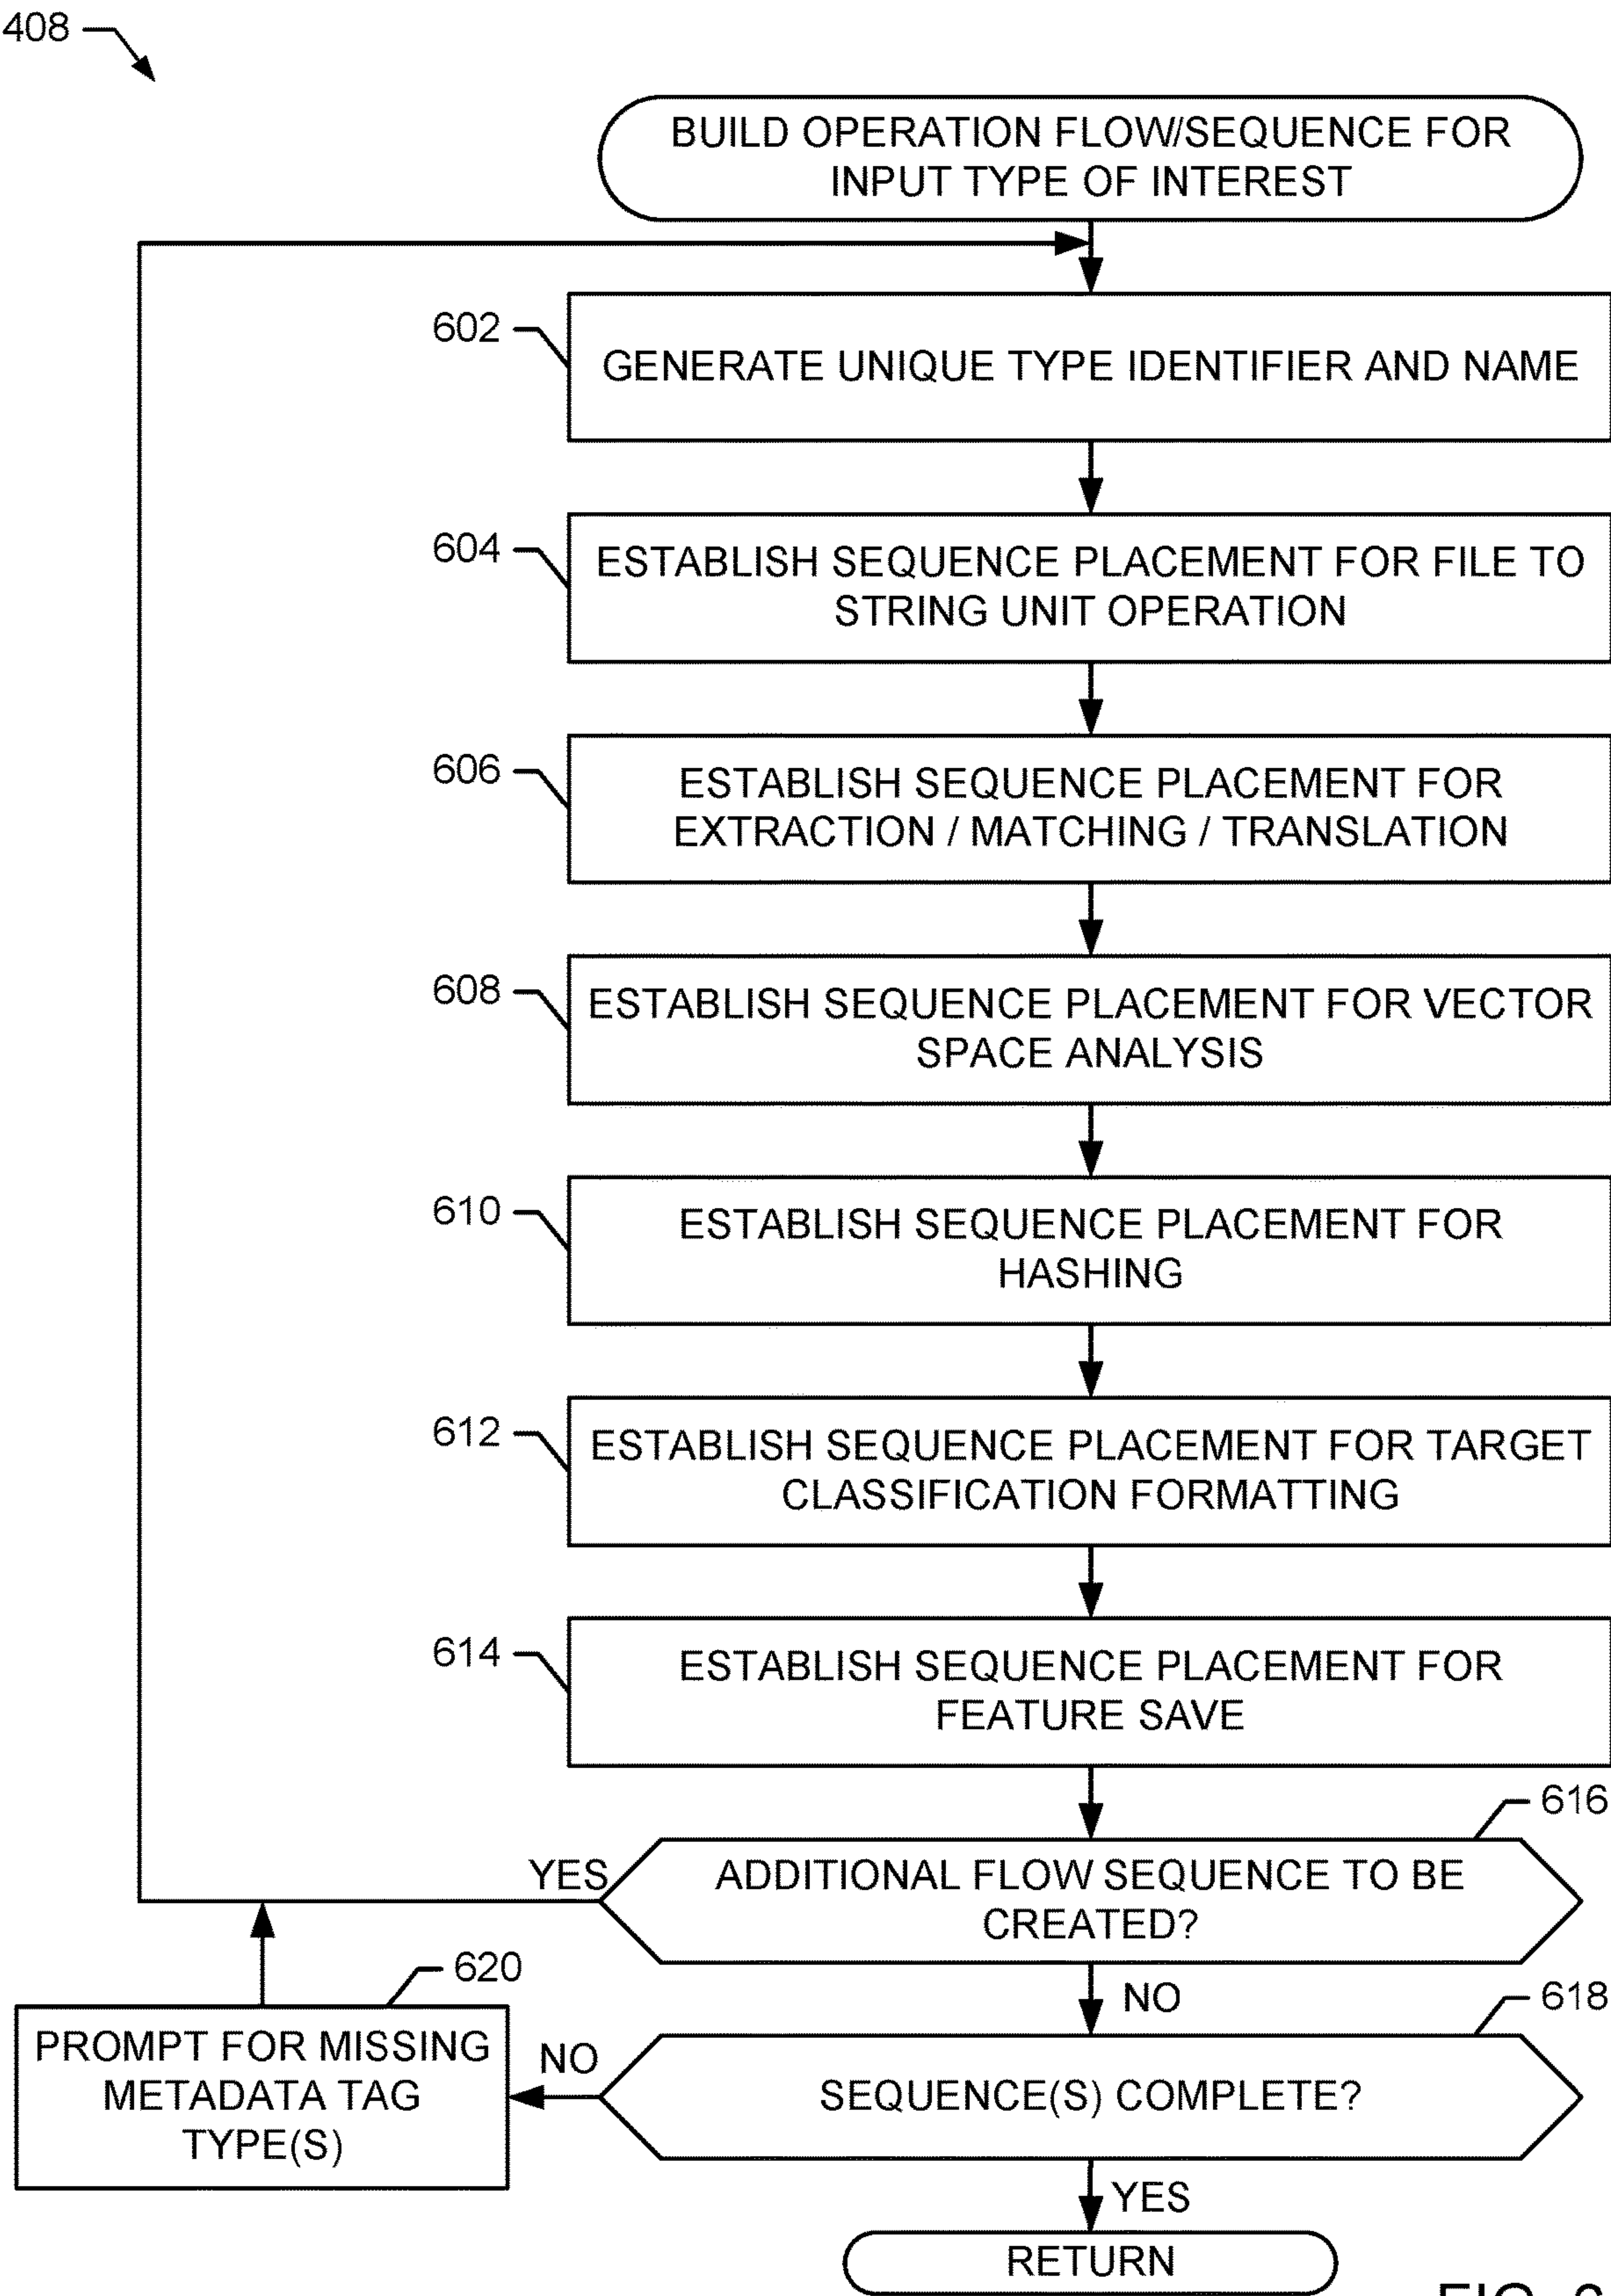 408
BUILD OPERATION FLOW/SEQUENCE FOR
INPUT TYPE OF INTEREST
602
GENERATE UNIQUE TYPE IDENTIFIER AND NAME
604
ESTABLISH SEQUENCE PLACEMENT FOR FILE TO
STRING UNIT OPERATION
606
ESTABLISH SEQUENCE PLACEMENT FOR
EXTRACTION / MATCHING / TRANSLATION
608
ESTABLISH SEQUENCE PLACEMENT FOR VECTOR
SPACE ANALYSIS
610
ESTABLISH SEQUENCE PLACEMENT FOR
HASHING
612
ESTABLISH SEQUENCE PLACEMENT FOR TARGET
CLASSIFICATION FORMATTING
614
ESTABLISH SEQUENCE PLACEMENT FOR
FEATURE SAVE
616
YES
ADDITIONAL FLOW SEQUENCE TO BE
CREATED?
620
NO
618
PROMPT FOR MISSING
METADATA TAG
TYPE(S)
NO
SEQUENCE(S) COMPLETE?
YES
RETURN